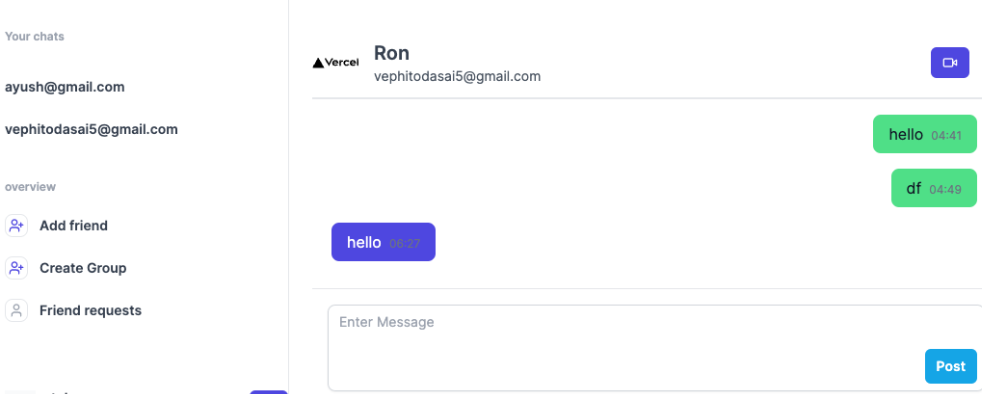 Your chats
ayush@gmail.com
vephitodasai5@gmail.com
overview
Add friend
Create Group
Friend requests
Vercel
Ron
vephitodasai5@gmail.com
hello 04:41
df 04:49
hello 06:27
Enter Message
Post